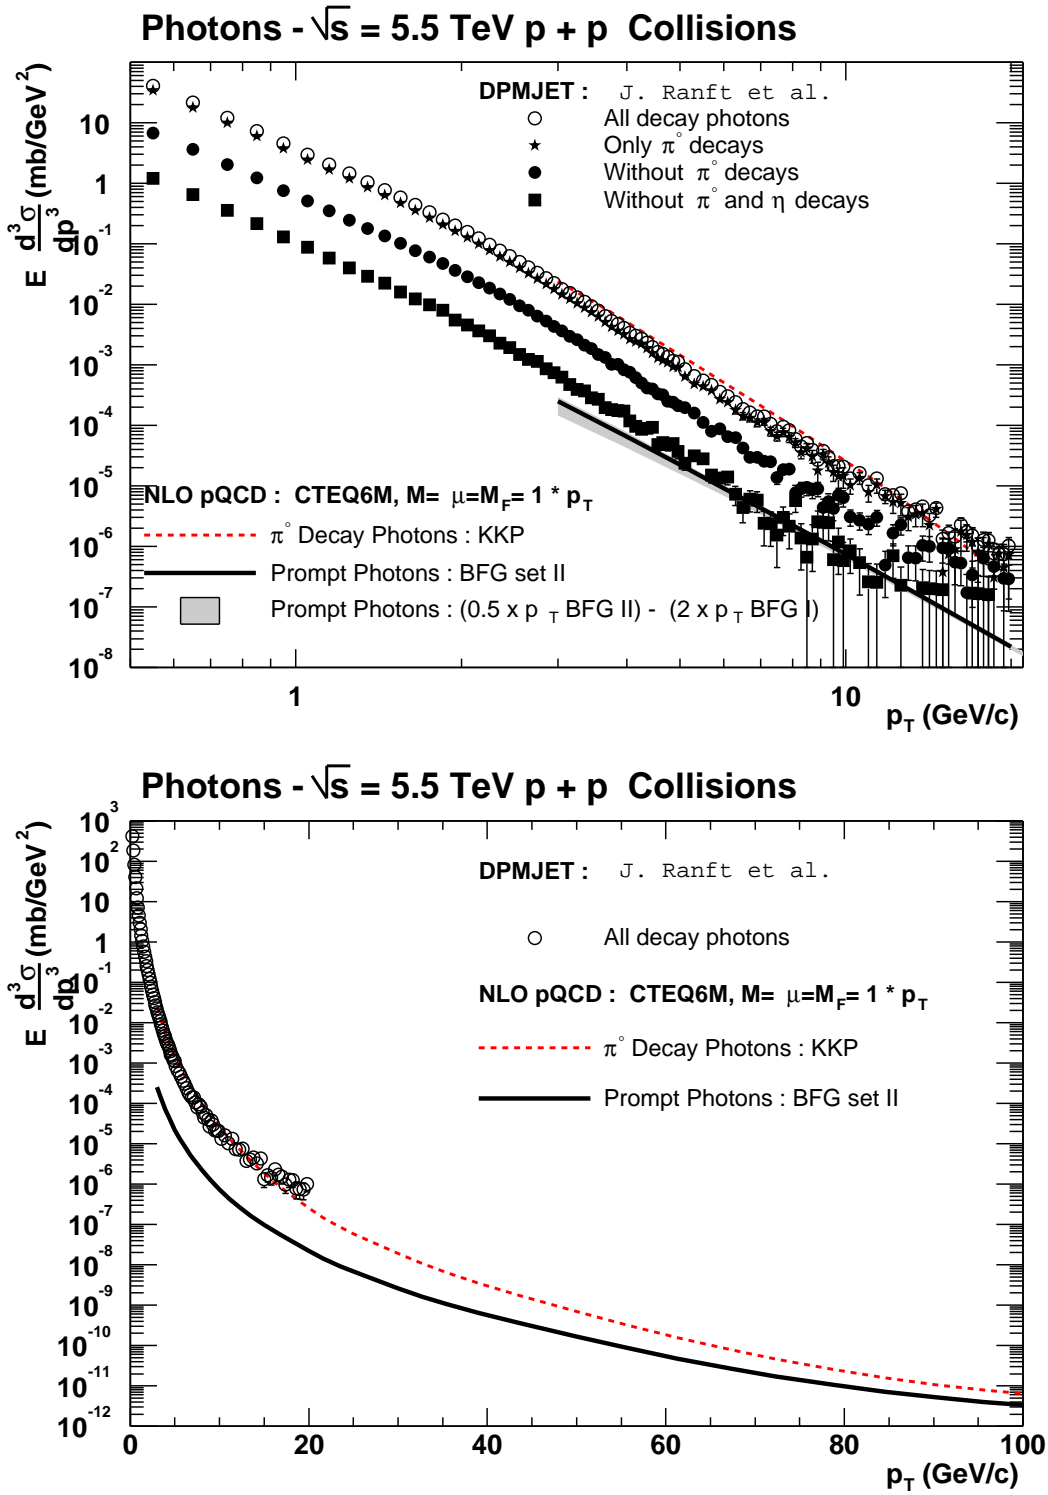 Photons - √s = 5.5 TeV p + p Collisions
E d³σ/dp³ (mb/GeV²)
DPMJET : J. Ranft et al.
All decay photons
Only π° decays
Without π° decays
Without π° and η decays
10
1
10⁻¹
10⁻²
10⁻³
10⁻⁴
10⁻⁵
10⁻⁶
10⁻⁷
10⁻⁸
NLO pQCD : CTEQ6M, M= μ=M_F= 1 * p_T
π° Decay Photons : KKP
Prompt Photons : BFG set II
Prompt Photons : (0.5 x p_T BFG II) - (2 x p_T BFG I)
1 10
p_T (GeV/c)
Photons - √s = 5.5 TeV p + p Collisions
E d³σ/dp³ (mb/GeV²)
10³
10²
10
1
10⁻¹
10⁻²
10⁻³
10⁻⁴
10⁻⁵
10⁻⁶
10⁻⁷
10⁻⁸
10⁻⁹
10⁻¹⁰
10⁻¹¹
10⁻¹²
DPMJET : J. Ranft et al.
All decay photons
NLO pQCD : CTEQ6M, M= μ=M_F= 1 * p_T
π° Decay Photons : KKP
Prompt Photons : BFG set II
0 20 40 60 80 100
p_T (GeV/c)